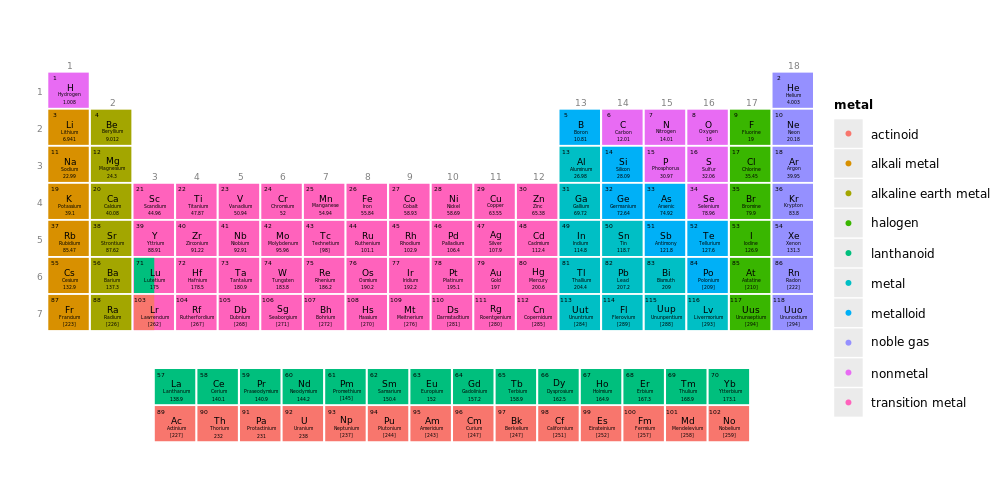 1 18
1 2
1 H He
Hydrogen Helium
1.008 4.003
2 13 14 15 16 17
3 4 5 6 7 8 9 10
2 Li Be B C N O F Ne
Lithium Beryllium Boron Carbon Nitrogen Oxygen Fluorine Neon
6.941 9.012 10.81 12.01 14.01 16 19 20.18
11 12 13 14 15 16 17 18
3 Na Mg Al Si P S Cl Ar
Sodium Magnesium Aluminium Silicon Phosphorus Sulfur Chlorine Argon
22.99 24.3 26.98 28.09 30.97 32.06 35.45 39.95
3 4 5 6 7 8 9 10 11 12
19 20 21 22 23 24 25 26 27 28 29 30 31 32 33 34 35 36
4 K Ca Sc Ti V Cr Mn Fe Co Ni Cu Zn Ga Ge As Se Br Kr
Potassium Calcium Scandium Titanium Vanadium Chromium Manganese Iron Cobalt Nickel Copper Zinc Gallium Germanium Arsenic Selenium Bromine Krypton
39.1 40.08 44.96 47.87 50.94 52 54.94 55.84 58.93 58.69 63.55 65.38 69.72 72.64 74.92 78.96 79.9 83.8
37 38 39 40 41 42 43 44 45 46 47 48 49 50 51 52 53 54
5 Rb Sr Y Zr Nb Mo Tc Ru Rh Pd Ag Cd In Sn Sb Te I Xe
Rubidium Strontium Yttrium Zirconium Niobium Molybdenum Technetium Ruthenium Rhodium Palladium Silver Cadmium Indium Tin Antimony Tellurium Iodine Xenon
85.47 87.62 88.91 91.22 92.91 95.96 [98] 101.1 102.9 106.4 107.9 112.4 114.8 118.7 121.8 127.6 126.9 131.3
55 56 71 72 73 74 75 76 77 78 79 80 81 82 83 84 85 86
6 Cs Ba Lu Hf Ta W Re Os Ir Pt Au Hg Tl Pb Bi Po At Rn
Cesium Barium Lutetium Hafnium Tantalum Tungsten Rhenium Osmium Iridium Platinum Gold Mercury Thallium Lead Bismuth Polonium Astatine Radon
132.9 137.3 175 178.5 180.9 183.8 186.2 190.2 192.2 195.1 197 200.6 204.4 207.2 209 [209] [210] [222]
87 88 103 104 105 106 107 108 109 110 111 112 113 114 115 116 117 118
7 Fr Ra Lr Rf Db Sg Bh Hs Mt Ds Rg Cn Uut Fl Uup Lv Uus Uuo
Francium Radium Lawrencium Rutherfordium Dubnium Seaborgium Bohrium Hassium Meitnerium Darmstadtium Roentgenium Copernicium Ununtrium Flerovium Ununpentium Livermorium Ununseptium Ununoctium
[223] [226] [262] [267] [268] [271] [272] [270] [276] [281] [280] [285] [284] [289] [288] [293] [294] [294]
57 58 59 60 61 62 63 64 65 66 67 68 69 70
La Ce Pr Nd Pm Sm Eu Gd Tb Dy Ho Er Tm Yb
Lanthanum Cerium Praseodymium Neodymium Promethium Samarium Europium Gadolinium Terbium Dysprosium Holmium Erbium Thulium Ytterbium
138.9 140.1 140.9 144.2 [145] 150.4 152 157.2 158.9 162.5 164.9 167.3 168.9 173.1
89 90 91 92 93 94 95 96 97 98 99 100 101 102
Ac Th Pa U Np Pu Am Cm Bk Cf Es Fm Md No
Actinium Thorium Protactinium Uranium Neptunium Plutonium Americium Curium Berkelium Californium Einsteinium Fermium Mendelevium Nobelium
[227] 232 231 238 [237] [244] [243] [247] [247] [251] [252] [257] [258] [259]
metal
actinoid
alkali metal
alkaline earth metal
halogen
lanthanoid
metal
metalloid
noble gas
nonmetal
transition metal